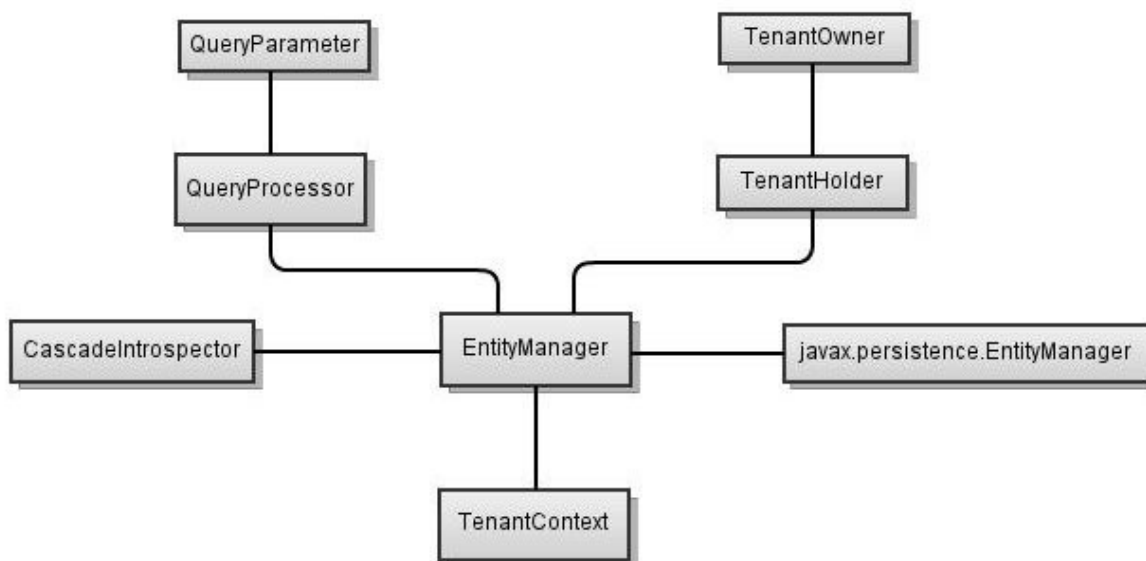 QueryParameter
TenantOwner
QueryProcessor
TenantHolder
CascadeIntrospector
EntityManager
javax.persistence.EntityManager
TenantContext